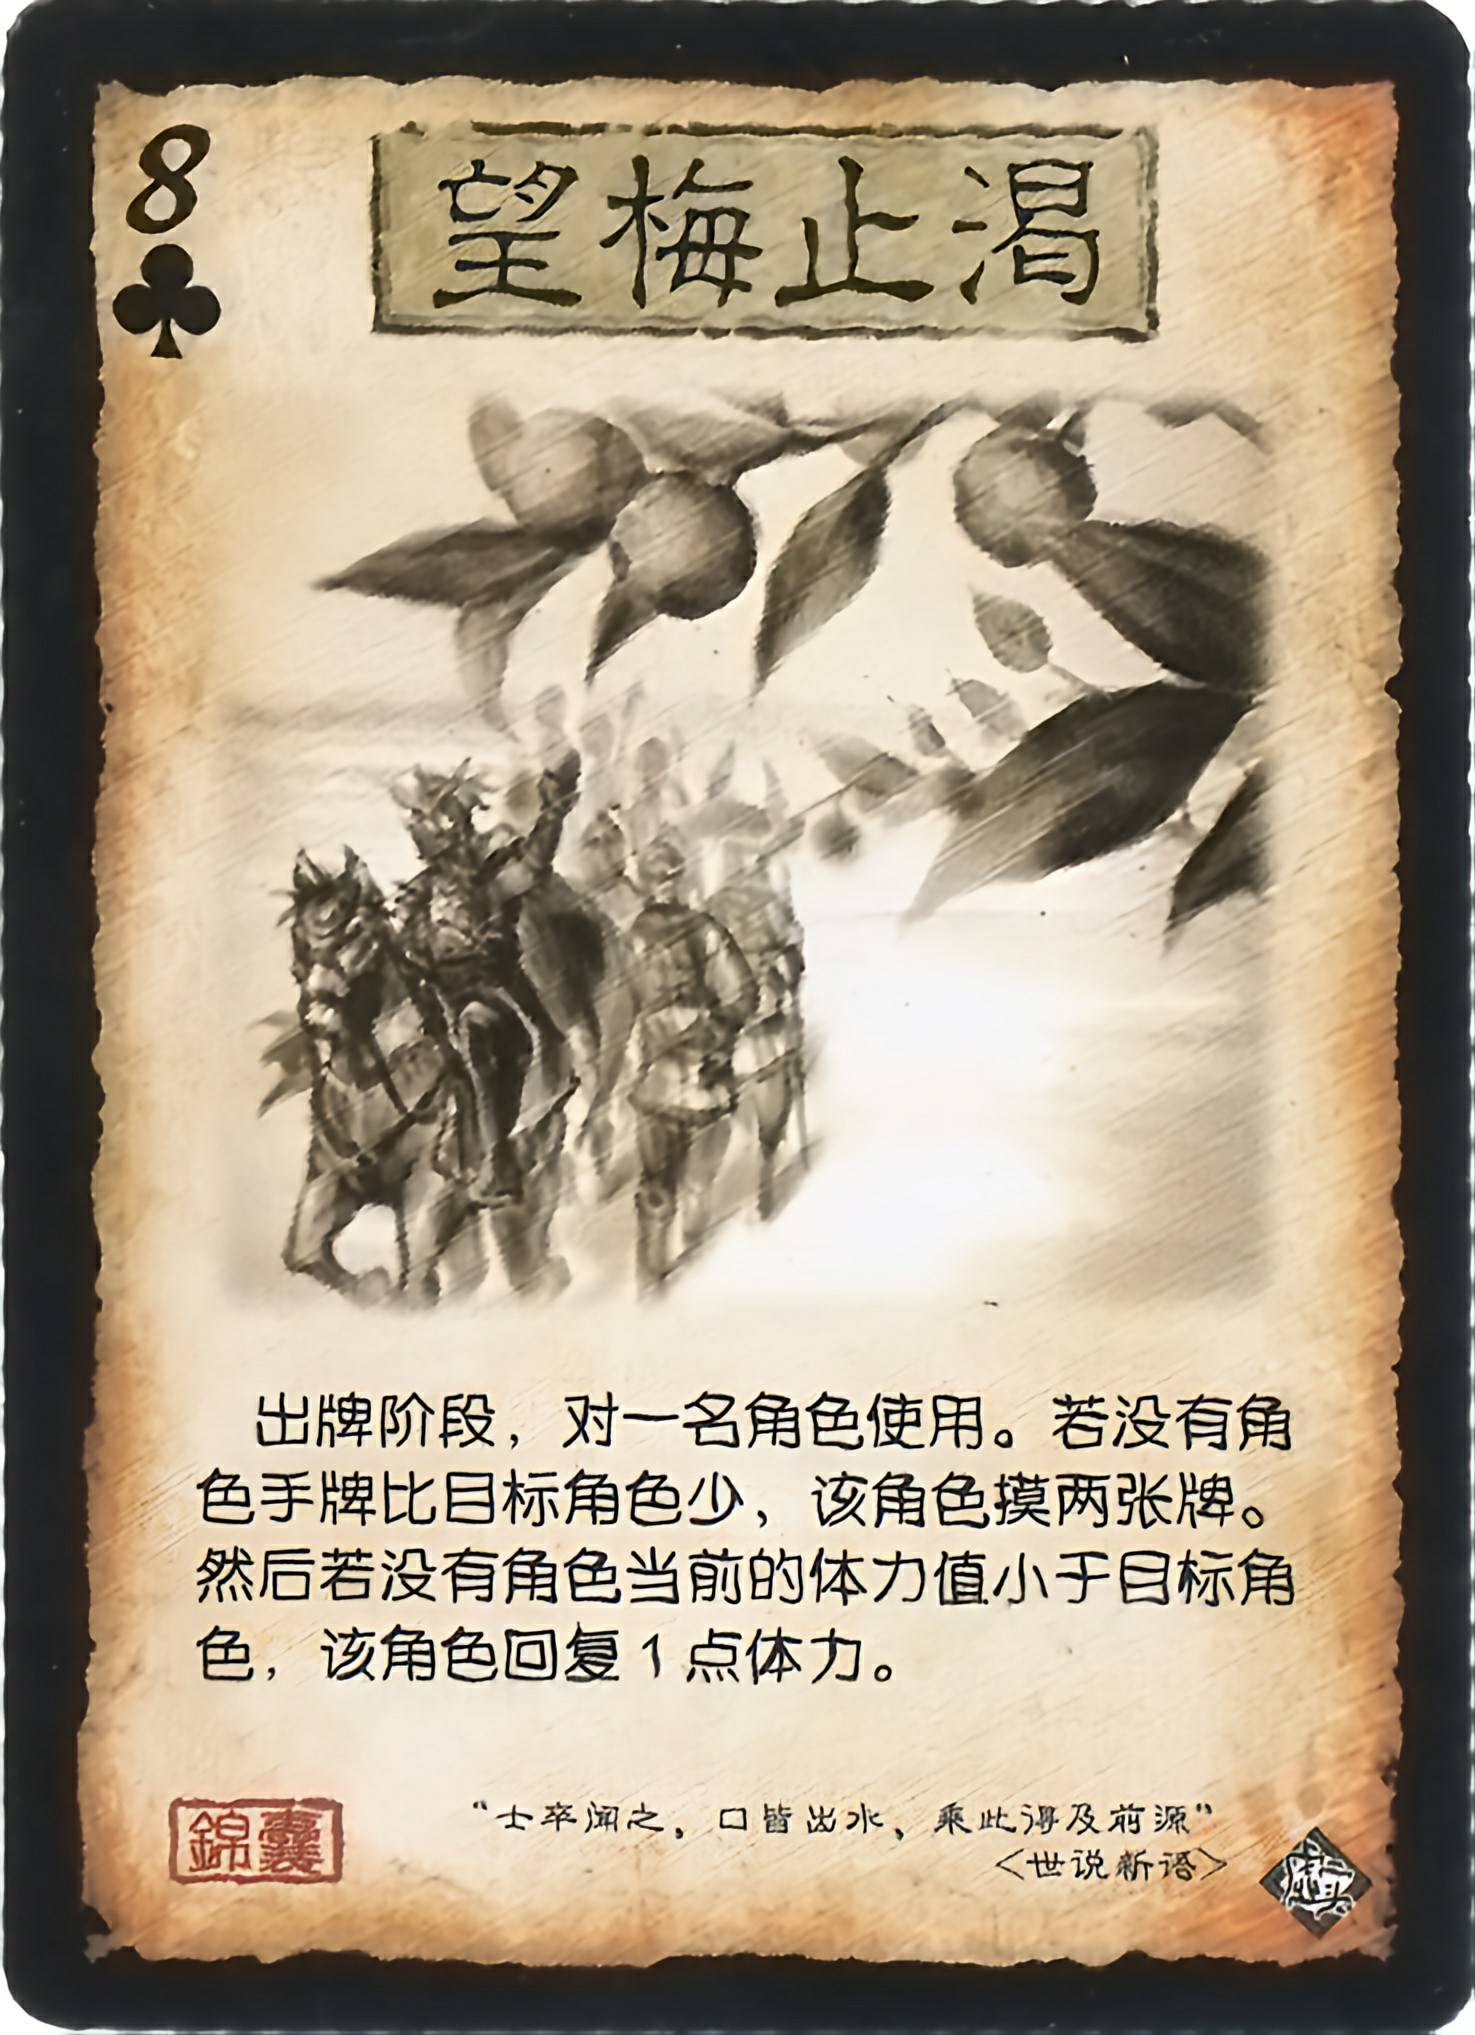 8
望梅止渴
出牌阶段，对一名角色使用。若没有角
色手牌比目标角色少，该角色摸两张牌。
然后若没有角色当前的体力值小于目标角
色，该角色回复1点体力。
錦囊
“士卒闻之，口皆出水，乘此得及前源”
＜世说新语＞